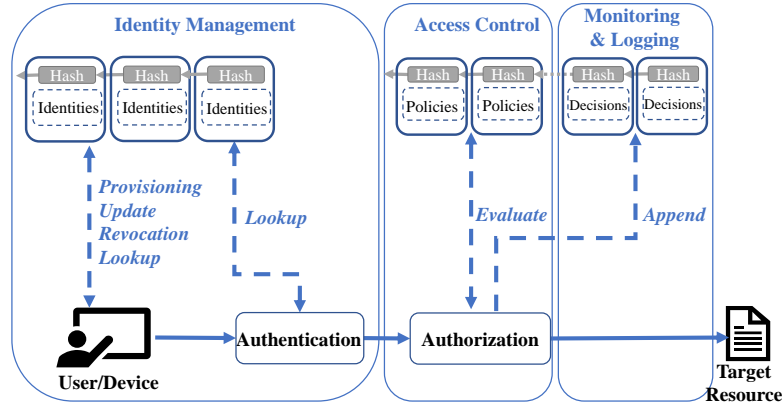 Identity Management
Access Control
Monitoring
& Logging
Hash
Hash
Hash
Hash
Hash
Hash
Hash
Identities
Identities
Identities
Policies
Policies
Decisions
Decisions
Provisioning
Update
Revocation
Lookup
Lookup
Evaluate
Append
Authentication
Authorization
User/Device
Target
Resource